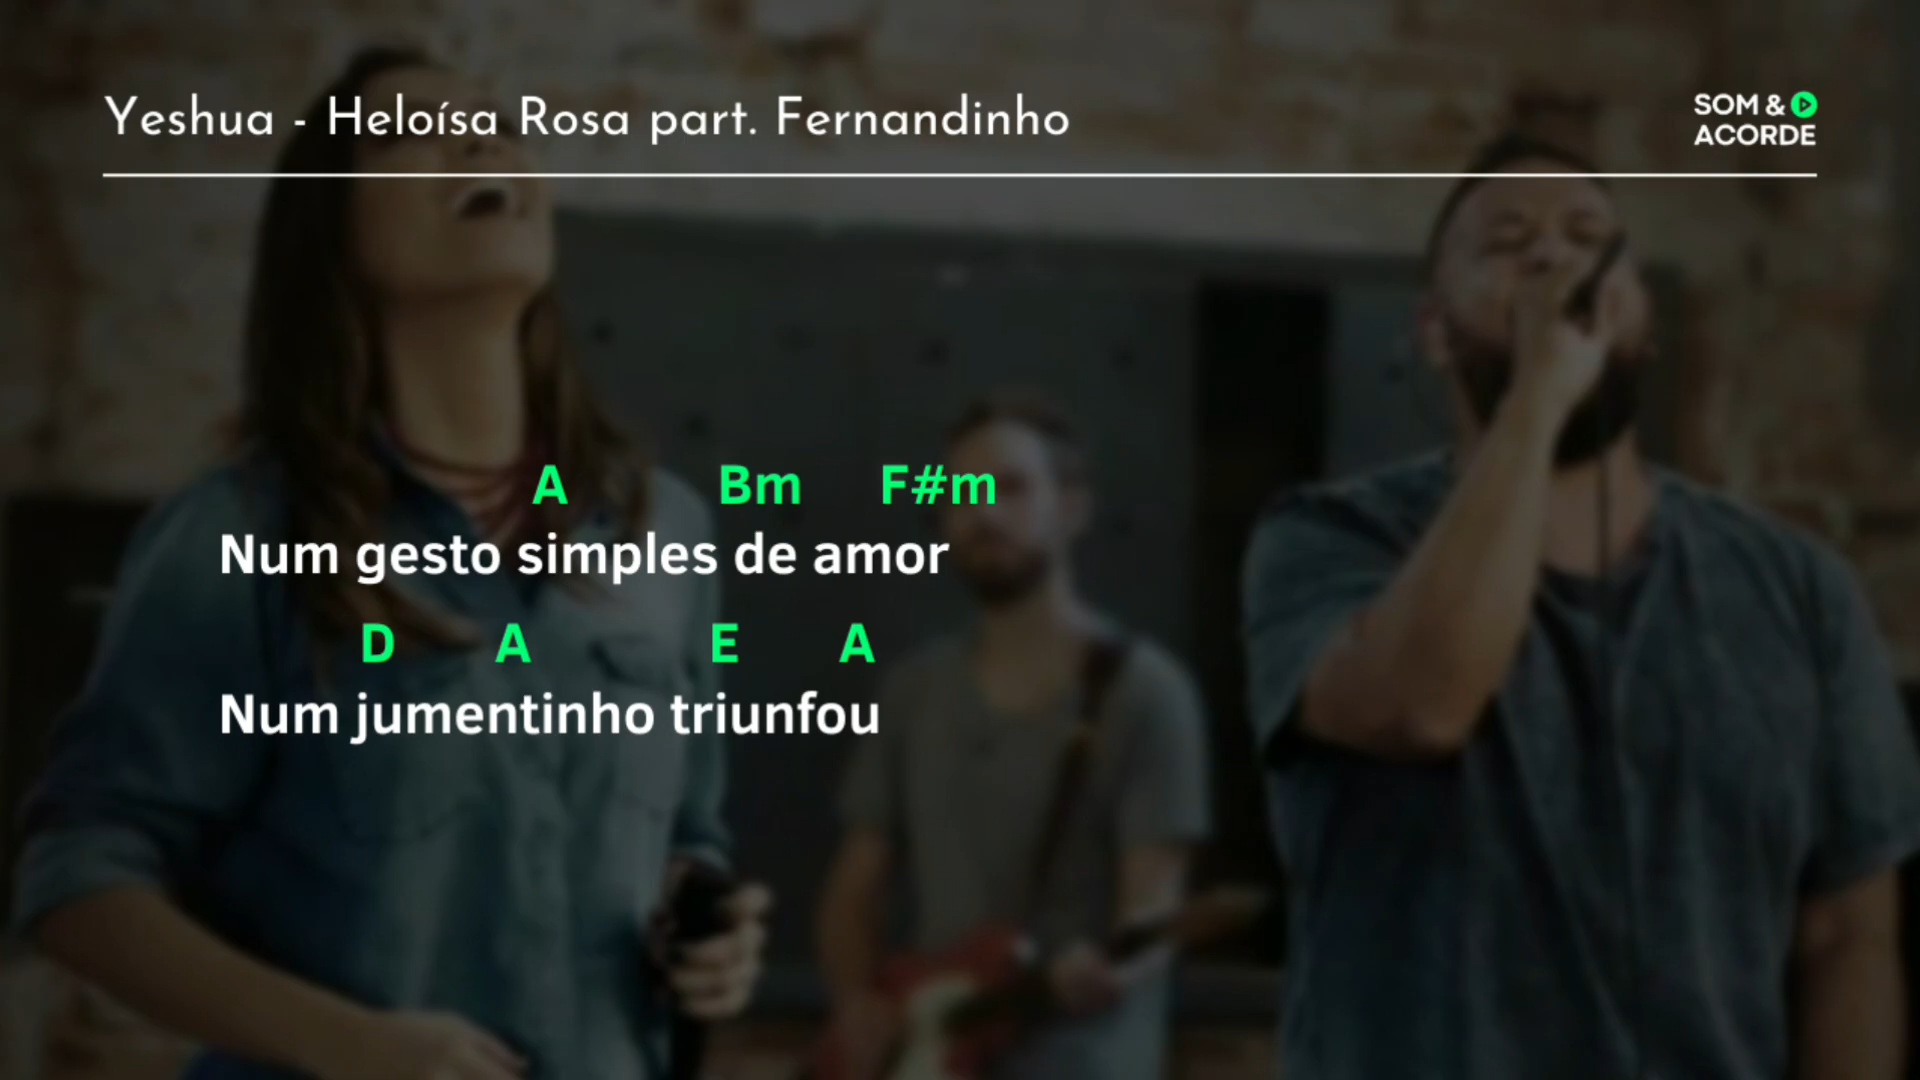 Yeshua - Heloísa Rosa part. Fernandinho
SOM &
ACORDE
A Bm F#m
Num gesto simples de amor
D A E A
Num jumentinho triunfou